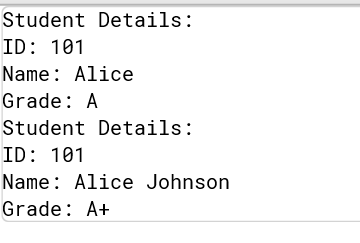 Student Details:
ID: 101
Name: Alice
Grade: A
Student Details:
ID: 101
Name: Alice Johnson
Grade: A+